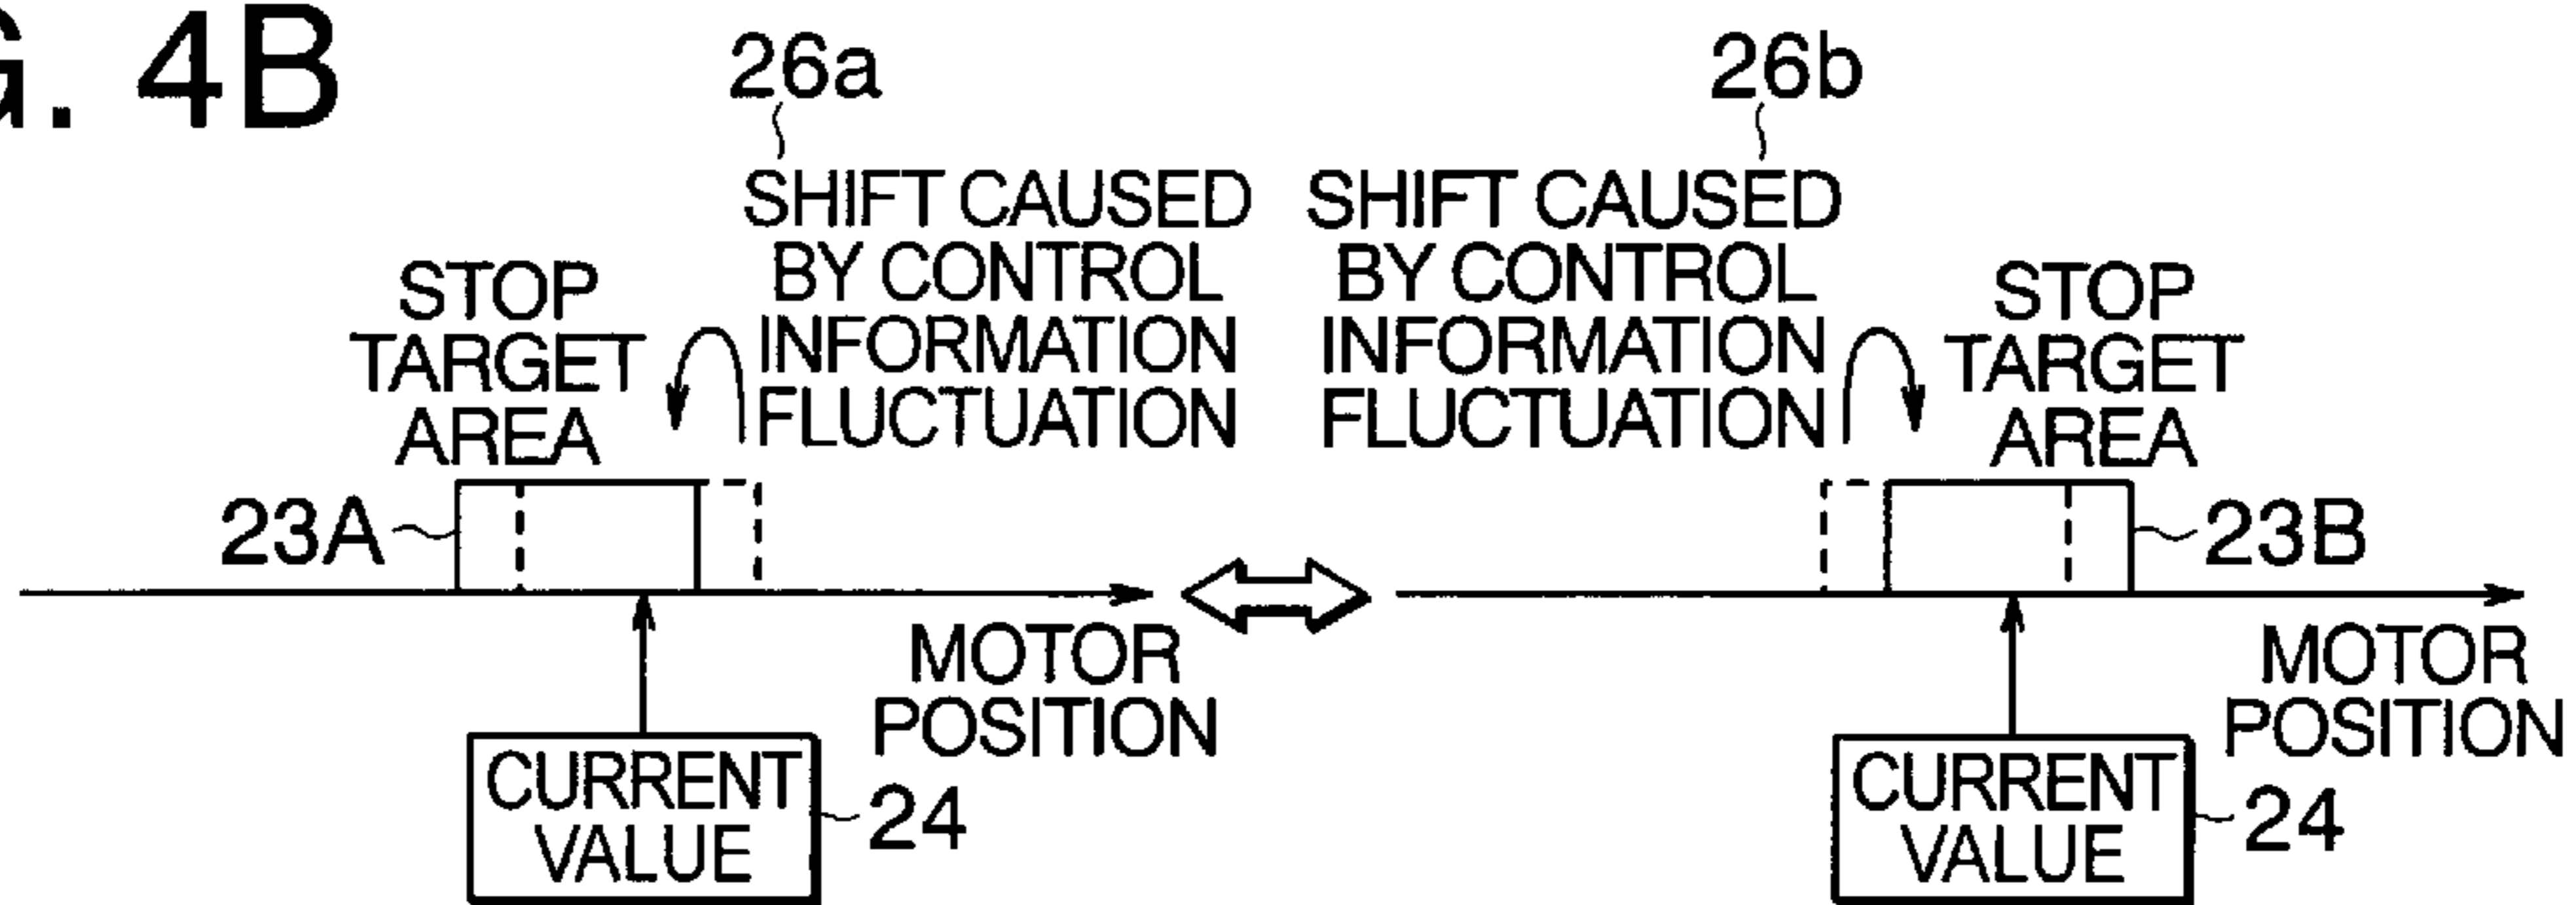 G. 4B
26a
SHIFT CAUSED
BY CONTROL
INFORMATION
FLUCTUATION
STOP
TARGET
AREA
23A
MOTOR
POSITION
CURRENT
VALUE
24
26b
SHIFT CAUSED
BY CONTROL
INFORMATION
FLUCTUATION
STOP
TARGET
AREA
23B
MOTOR
POSITION
CURRENT
VALUE
24